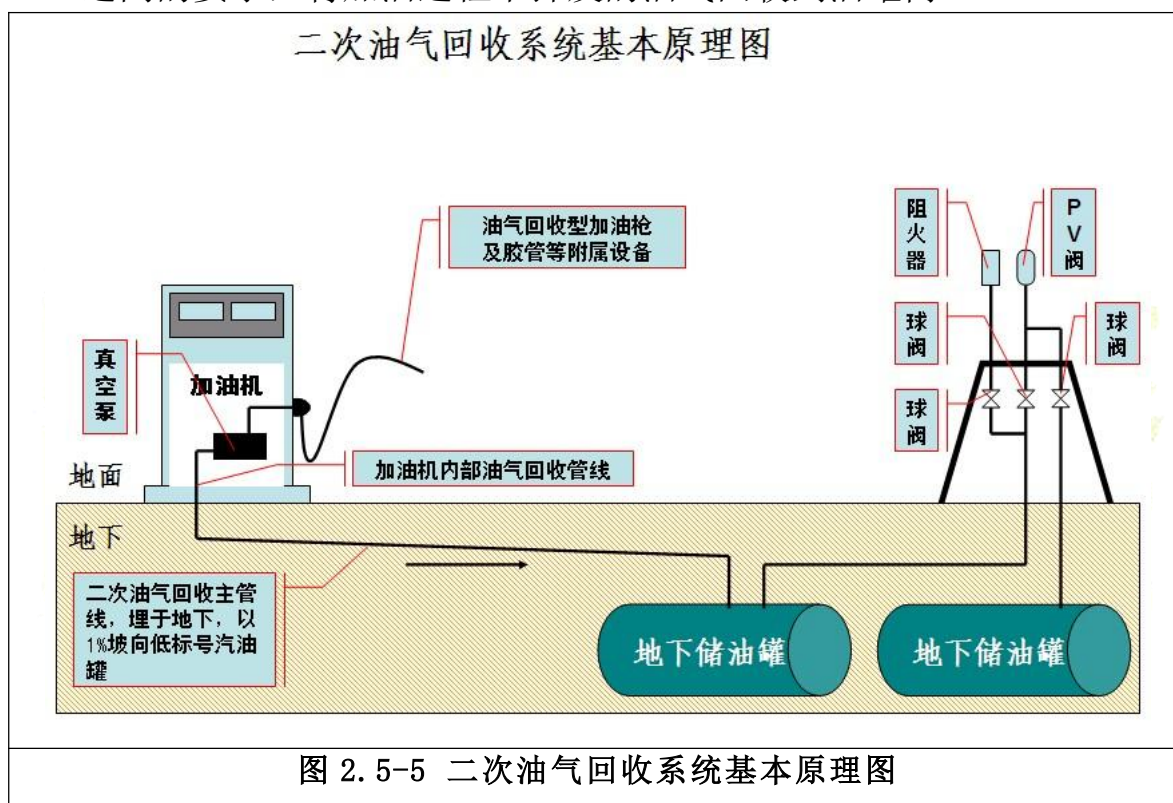 二次油气回收系统基本原理图
油气回收型加油枪
及胶管等附属设备
阻火器
PV阀
球阀
球阀
球阀
真空泵
加油机
加油机内部油气回收管线
地面
地下
二次油气回收主管
线，埋于地下，以
1%坡向低标号汽油
罐
地下储油罐
地下储油罐
图 2.5-5 二次油气回收系统基本原理图